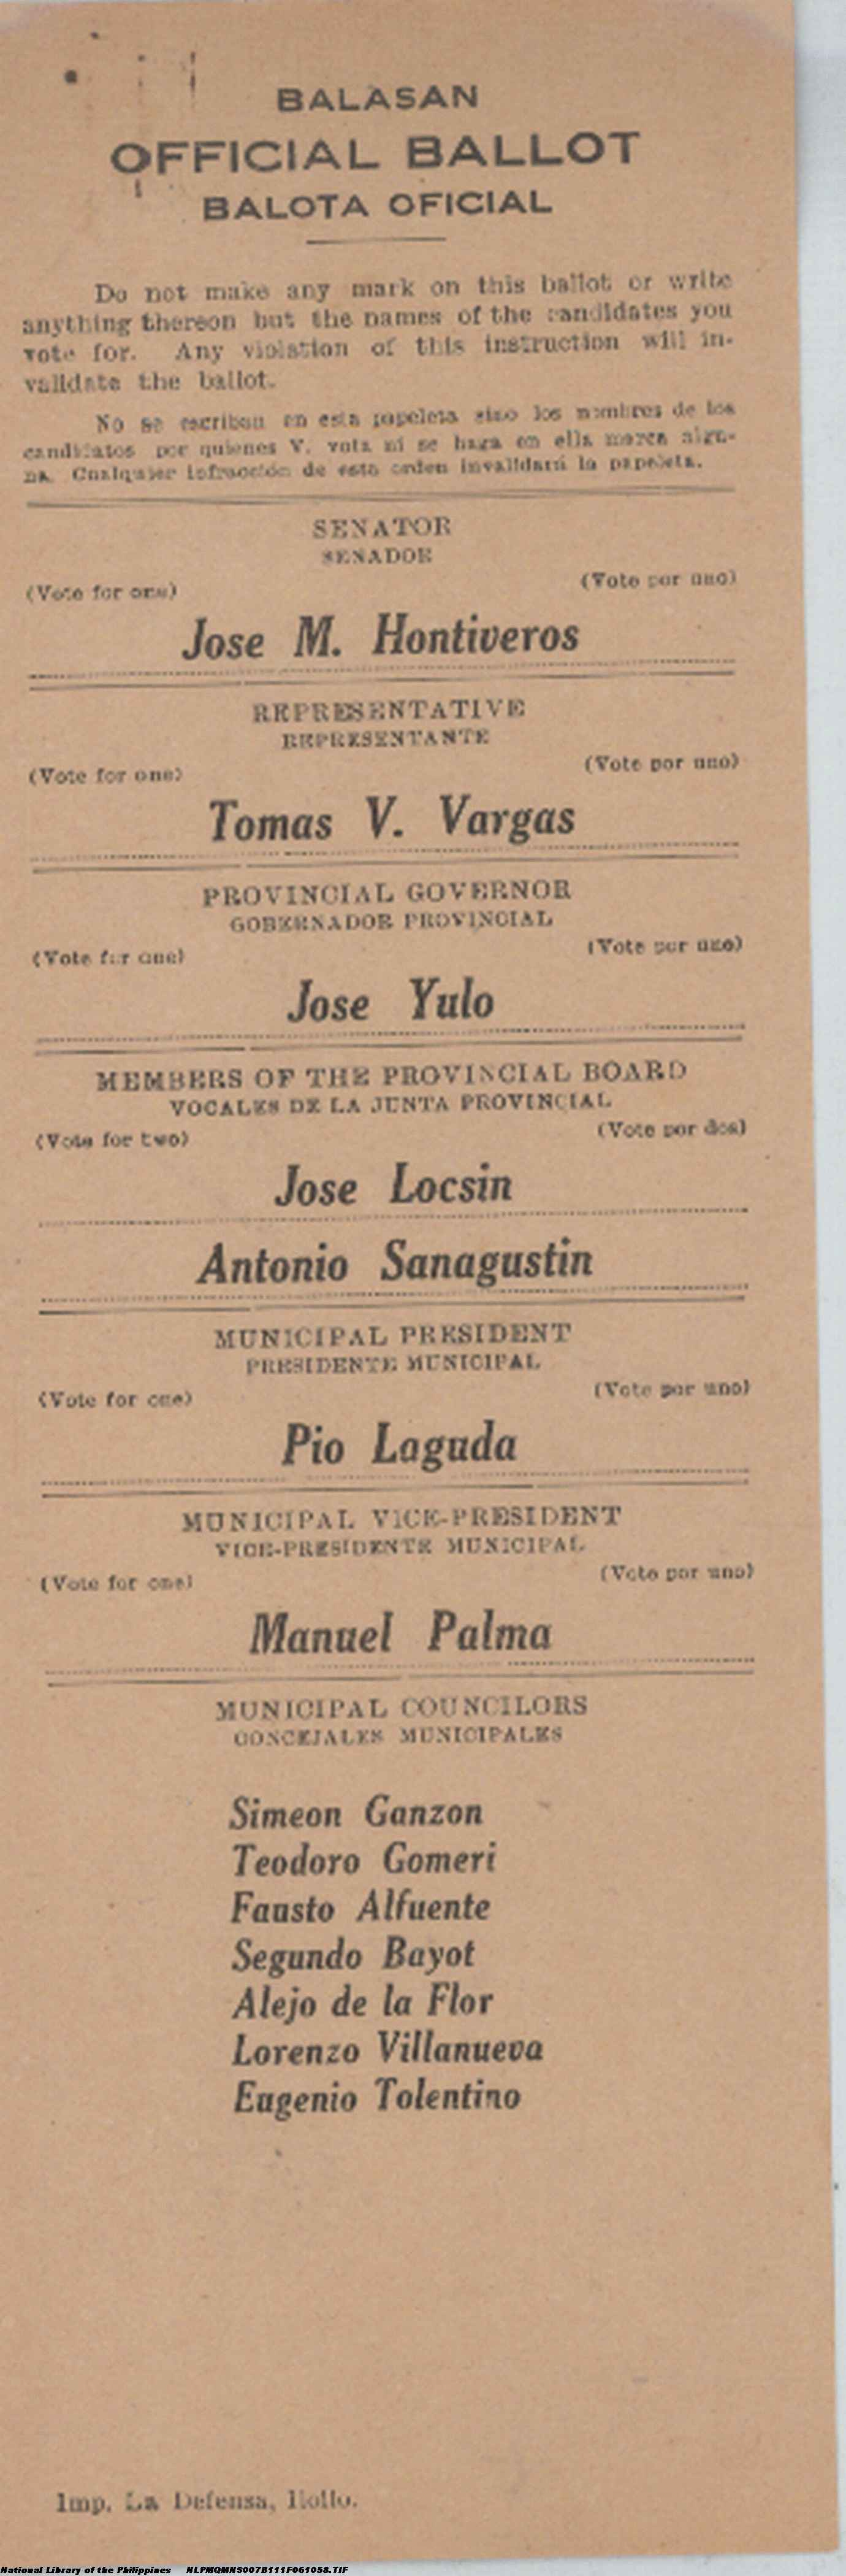 BALASAN
OFFICIAL BALLOT
BALOTA OFICIAL
Do not make any mark on this ballot or write
anything thereon but the names of the candidates you
vote for. Any violation of this instruction will in-
validate the ballot.
No se escriban en esta papeleta sino los nombres de los
candidatos por quienes V. vota ni se haga en ella marca algu-
na. Cualquier infracción de esta orden invalidará la papeleta.
SENATOR
SENADOR
(Vote for one) (Vote por uno)
Jose M. Hontiveros
REPRESENTATIVE
REPRESENTANTE
(Vote for one) (Vote por uno)
Tomas V. Vargas
PROVINCIAL GOVERNOR
GOBERNADOR PROVINCIAL
(Vote for one) (Vote por uno)
Jose Yulo
MEMBERS OF THE PROVINCIAL BOARD
VOCALES DE LA JUNTA PROVINCIAL
(Vote for two) (Vote por dos)
Jose Locsin
Antonio Sanagustin
MUNICIPAL PRESIDENT
PRESIDENTE MUNICIPAL
(Vote for one) (Vote por uno)
Pio Laguda
MUNICIPAL VICE-PRESIDENT
VICE-PRESIDENTE MUNICIPAL
(Vote for one) (Vote por uno)
Manuel Palma
MUNICIPAL COUNCILORS
CONCEJALES MUNICIPALES
Simeon Ganzon
Teodoro Gomeri
Fausto Alfuente
Segundo Bayot
Alejo de la Flor
Lorenzo Villanueva
Eugenio Tolentino
Imp. La Defensa, Iloilo.
National Library of the Philippines NLPMQMNS007B111F061058.TIF